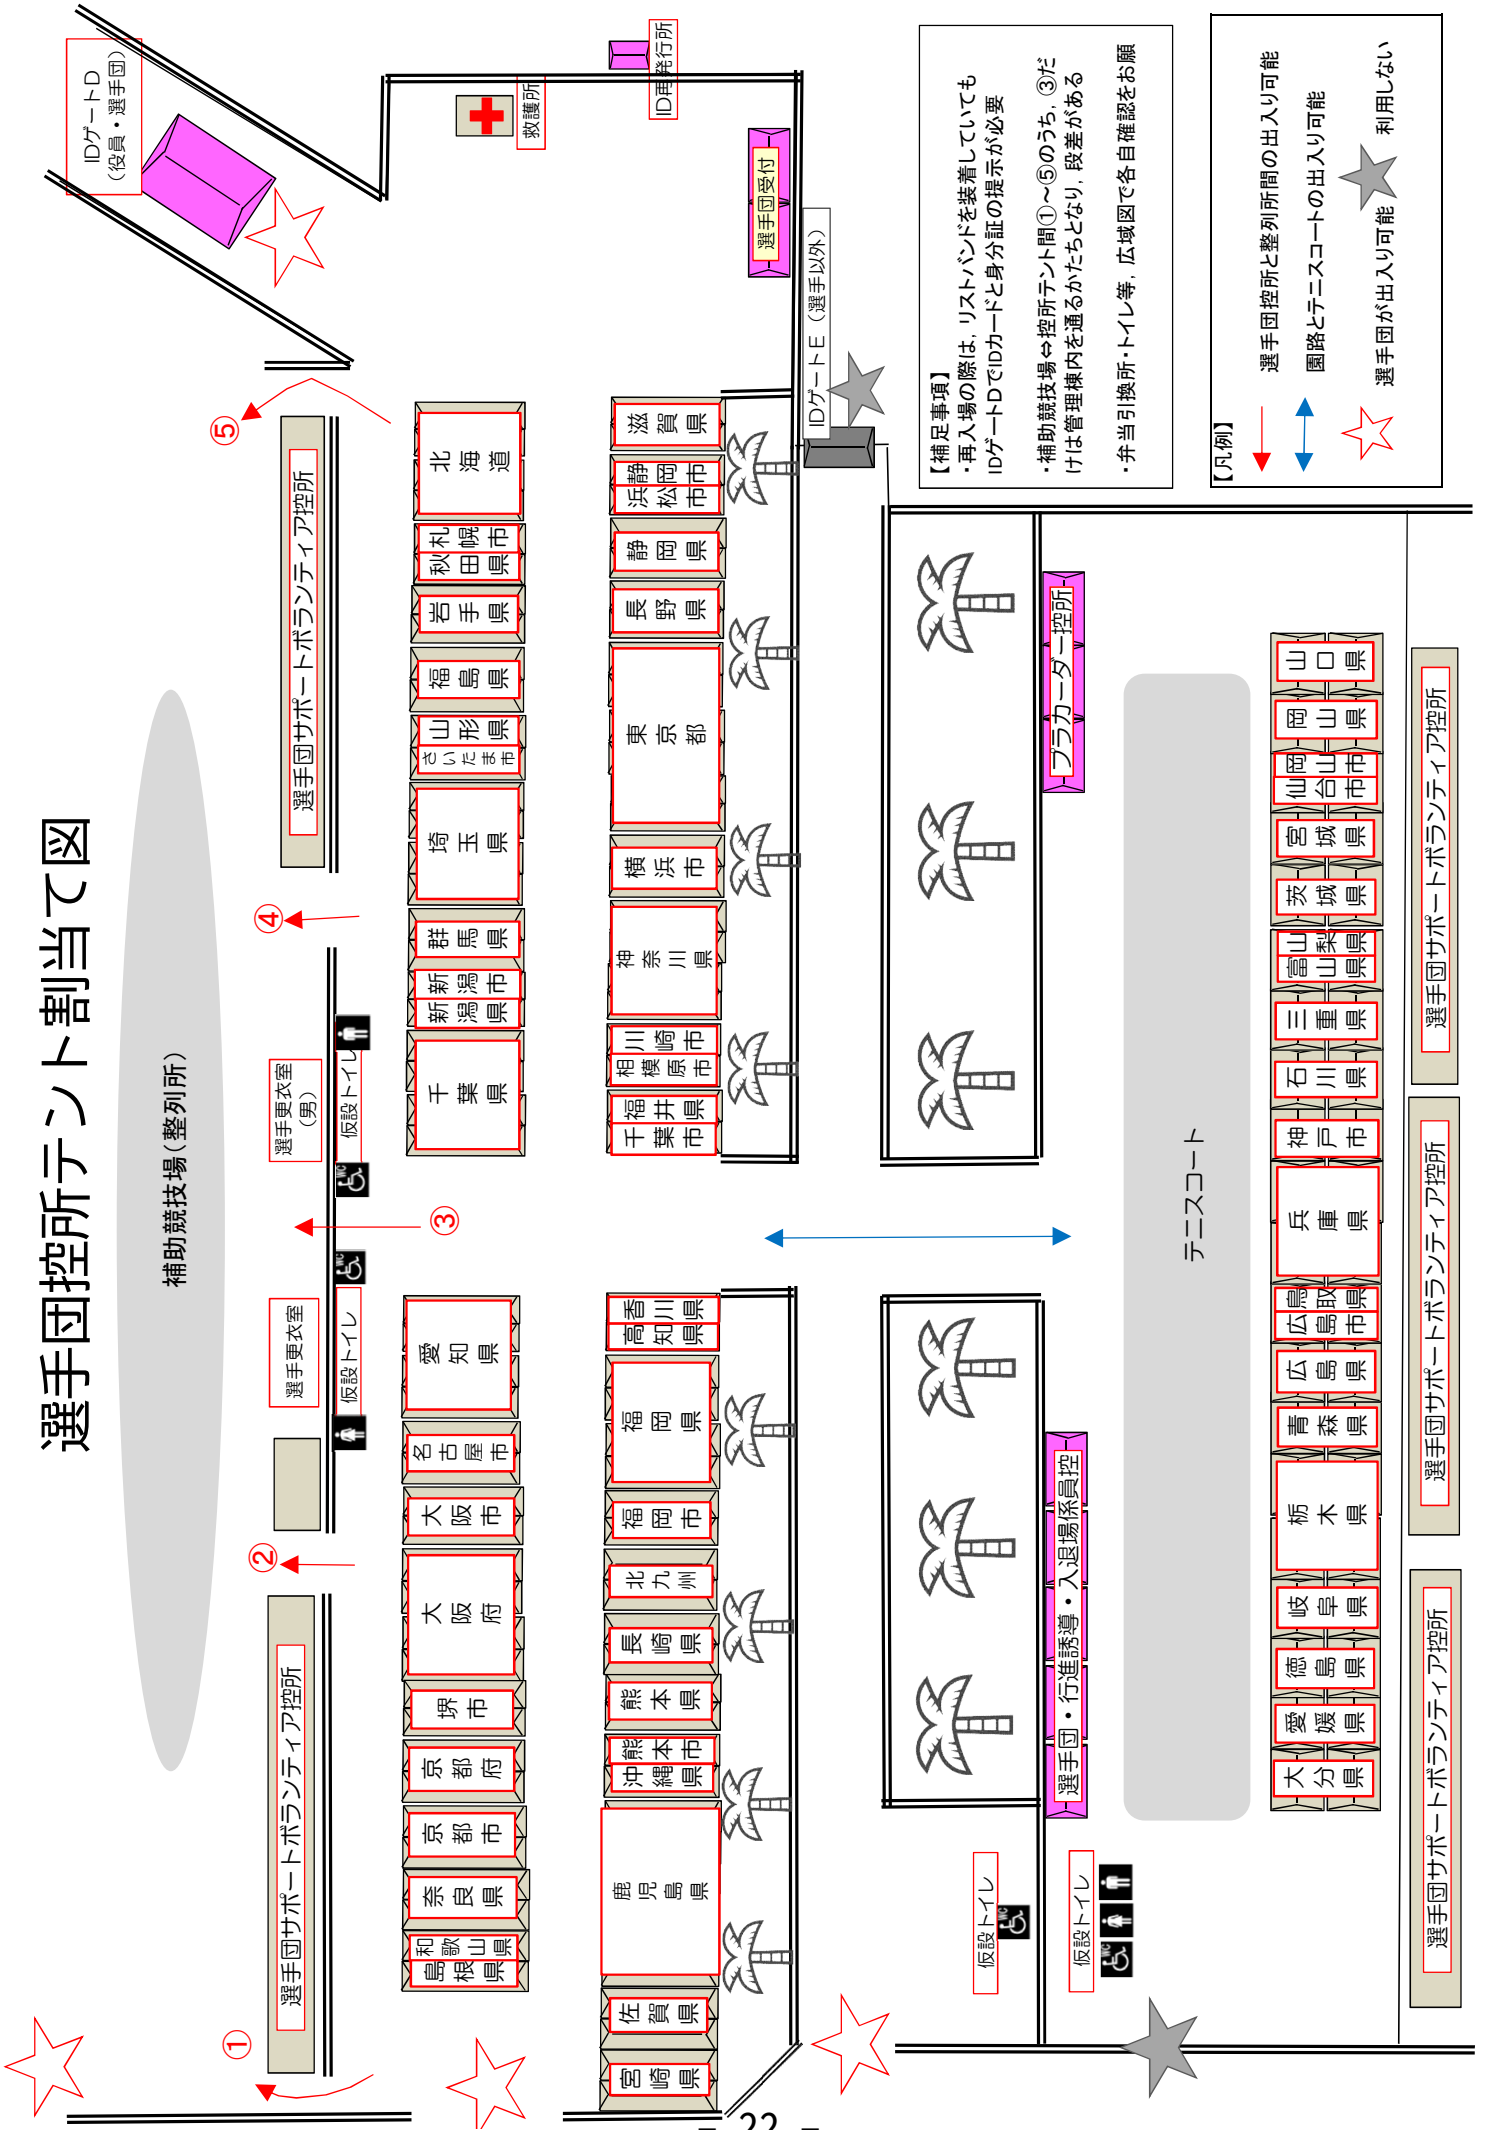 選手団控所テント割当て図
補助競技場（整列所）
IDゲートD
（役員・選手団）
救護所
ID再発行所
選手団受付
IDゲートE（選手以外）
①
②
③
④
⑤
選手団サポートボランティア控所
選手更衣室
仮設トイレ
選手更衣室
（男）
仮設トイレ
選手団サポートボランティア控所
島根県
和歌山県
奈良県
京都市
京都府
堺市
大阪府
大阪市
名古屋市
愛知県
千葉県
新潟県
新潟市
群馬県
埼玉県
さいたま市
山形県
福島県
岩手県
秋田県
札幌市
北海道
宮崎県
佐賀県
鹿児島県
沖縄県
熊本市
熊本県
長崎県
北九州
福岡市
福岡県
高知県
香川県
千葉市
福井県
相模原市
川崎市
神奈川県
横浜市
東京都
長野県
静岡県
浜松市
静岡市
滋賀県
仮設トイレ
仮設トイレ
選手団・行進誘導・入退場係員控
プラカーダー控所
テニスコート
大分県
愛媛県
徳島県
岐阜県
栃木県
青森県
広島県
広島市
鳥取県
兵庫県
神戸市
石川県
三重県
富山県
山梨県
茨城県
宮城県
仙台市
岡山市
岡山県
山口県
選手団サポートボランティア控所
選手団サポートボランティア控所
選手団サポートボランティア控所
【補足事項】
・再入場の際は，リストバンドを装着していても
IDゲートDでIDカードと身分証の提示が必要
・補助競技場⇔控所テント間①～⑤のうち，③だ
けは管理棟内を通るかたちとなり，段差がある
・弁当引換所・トイレ等，広域図で各自確認をお願
【凡例】
選手団控所と整列所間の出入り可能
園路とテニスコートの出入り可能
選手団が出入り可能 利用しない
- 22 -